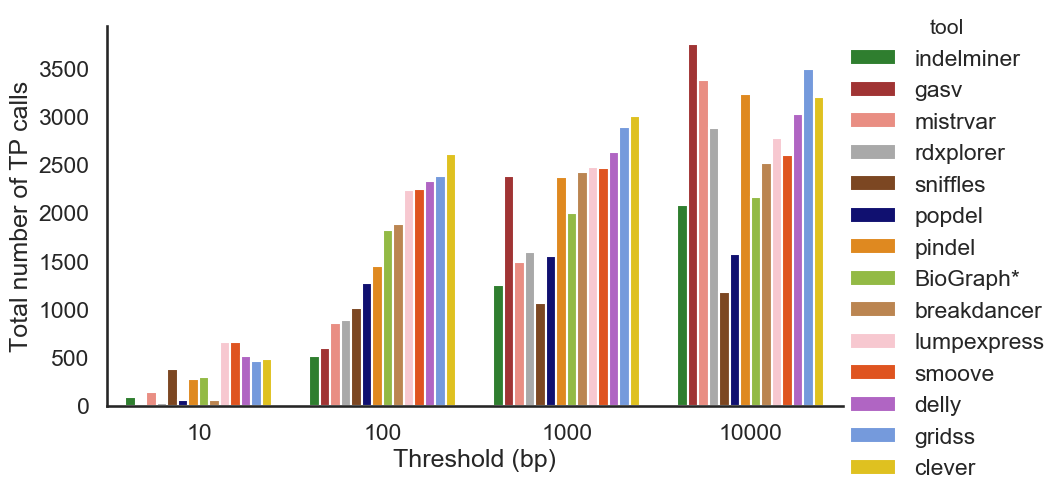 Total number of TP calls
3500
3000
2500
2000
1500
1000
500
0
10
100
1000
10000
Threshold (bp)
tool
indelminer
gasv
mistrvar
rdxplorer
sniffles
popdel
pindel
BioGraph*
breakdancer
lumpexpress
smoove
delly
gridss
clever